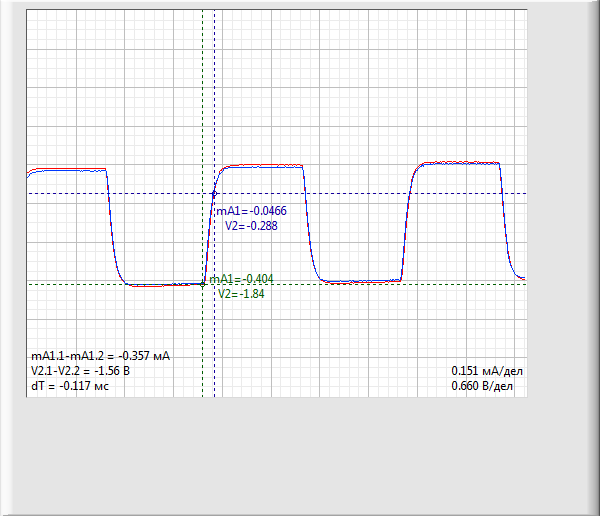 mA1=-0.0466
V2=-0.288
mA1=-0.404
V2=-1.84
mA1.1-mA1.2 = -0.357 мА
V2.1-V2.2 = -1.56 В
dT = -0.117 мс
0.151 мА/дел
0.660 В/дел